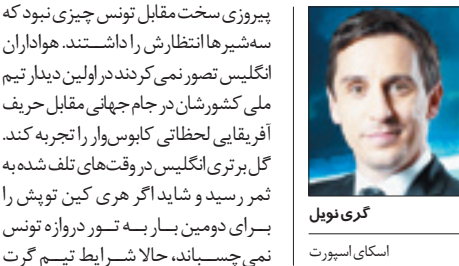 پیروزی سخت مقابل تونس چیزی نبود که
سه‌شیرها انتظارش را داشتند. هواداران
انگلیس تصور نمی‌کردند در اولین دیدار تیم
ملی کشورشان در جام جهانی مقابل حریف
آفریقایی لحظاتی کابوس‌وار را تجربه کند.
گل برتری انگلیس در وقت‌های تلف شده به
ثمر رسید و شاید اگر هری کین توپش را
برای دومین بار به تور دروازه تونس
نمی‌چسباند، حالا شرایط تیم گرت
گری نویل
اسکای اسپورت